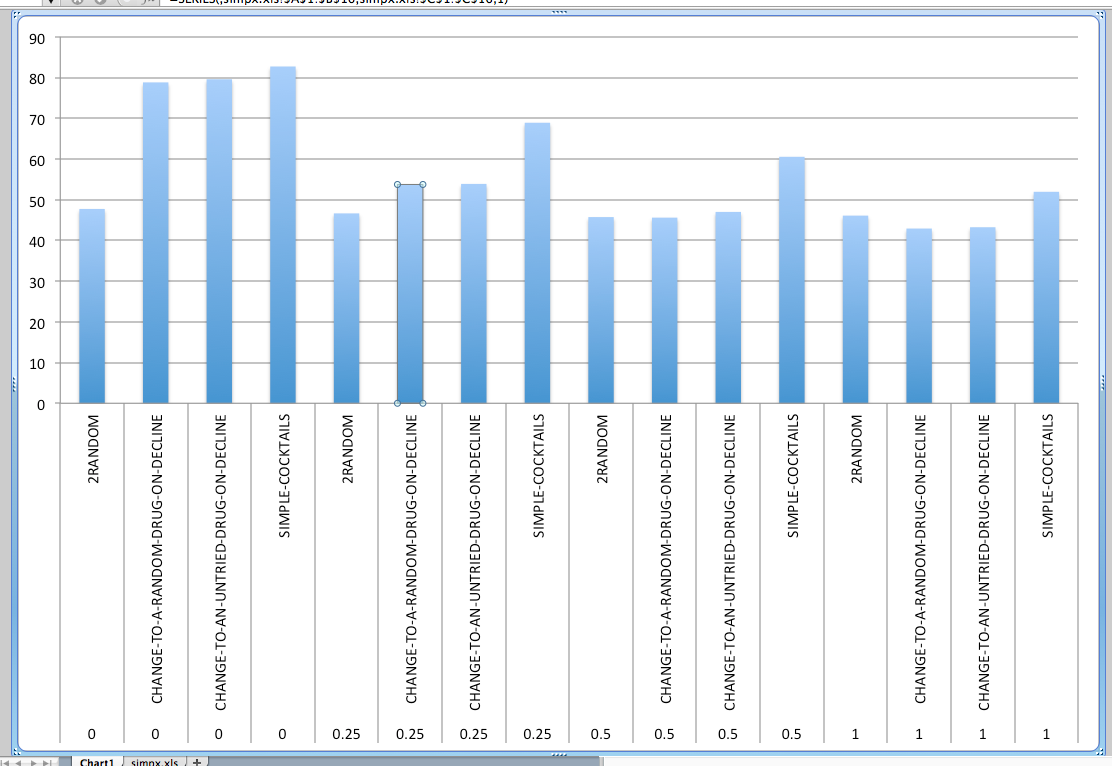 90
80
70
60
50
40
30
20
10
0
2RANDOM
CHANGE-TO-A-RANDOM-DRUG-ON-DECLINE
CHANGE-TO-AN-UNTRIED-DRUG-ON-DECLINE
SIMPLE-COCKTAILS
2RANDOM
CHANGE-TO-A-RANDOM-DRUG-ON-DECLINE
CHANGE-TO-AN-UNTRIED-DRUG-ON-DECLINE
SIMPLE-COCKTAILS
2RANDOM
CHANGE-TO-A-RANDOM-DRUG-ON-DECLINE
CHANGE-TO-AN-UNTRIED-DRUG-ON-DECLINE
SIMPLE-COCKTAILS
2RANDOM
CHANGE-TO-A-RANDOM-DRUG-ON-DECLINE
CHANGE-TO-AN-UNTRIED-DRUG-ON-DECLINE
SIMPLE-COCKTAILS
0 0 0 0 0.25 0.25 0.25 0.25 0.5 0.5 0.5 0.5 1 1 1 1
Chart1 simpx.xls